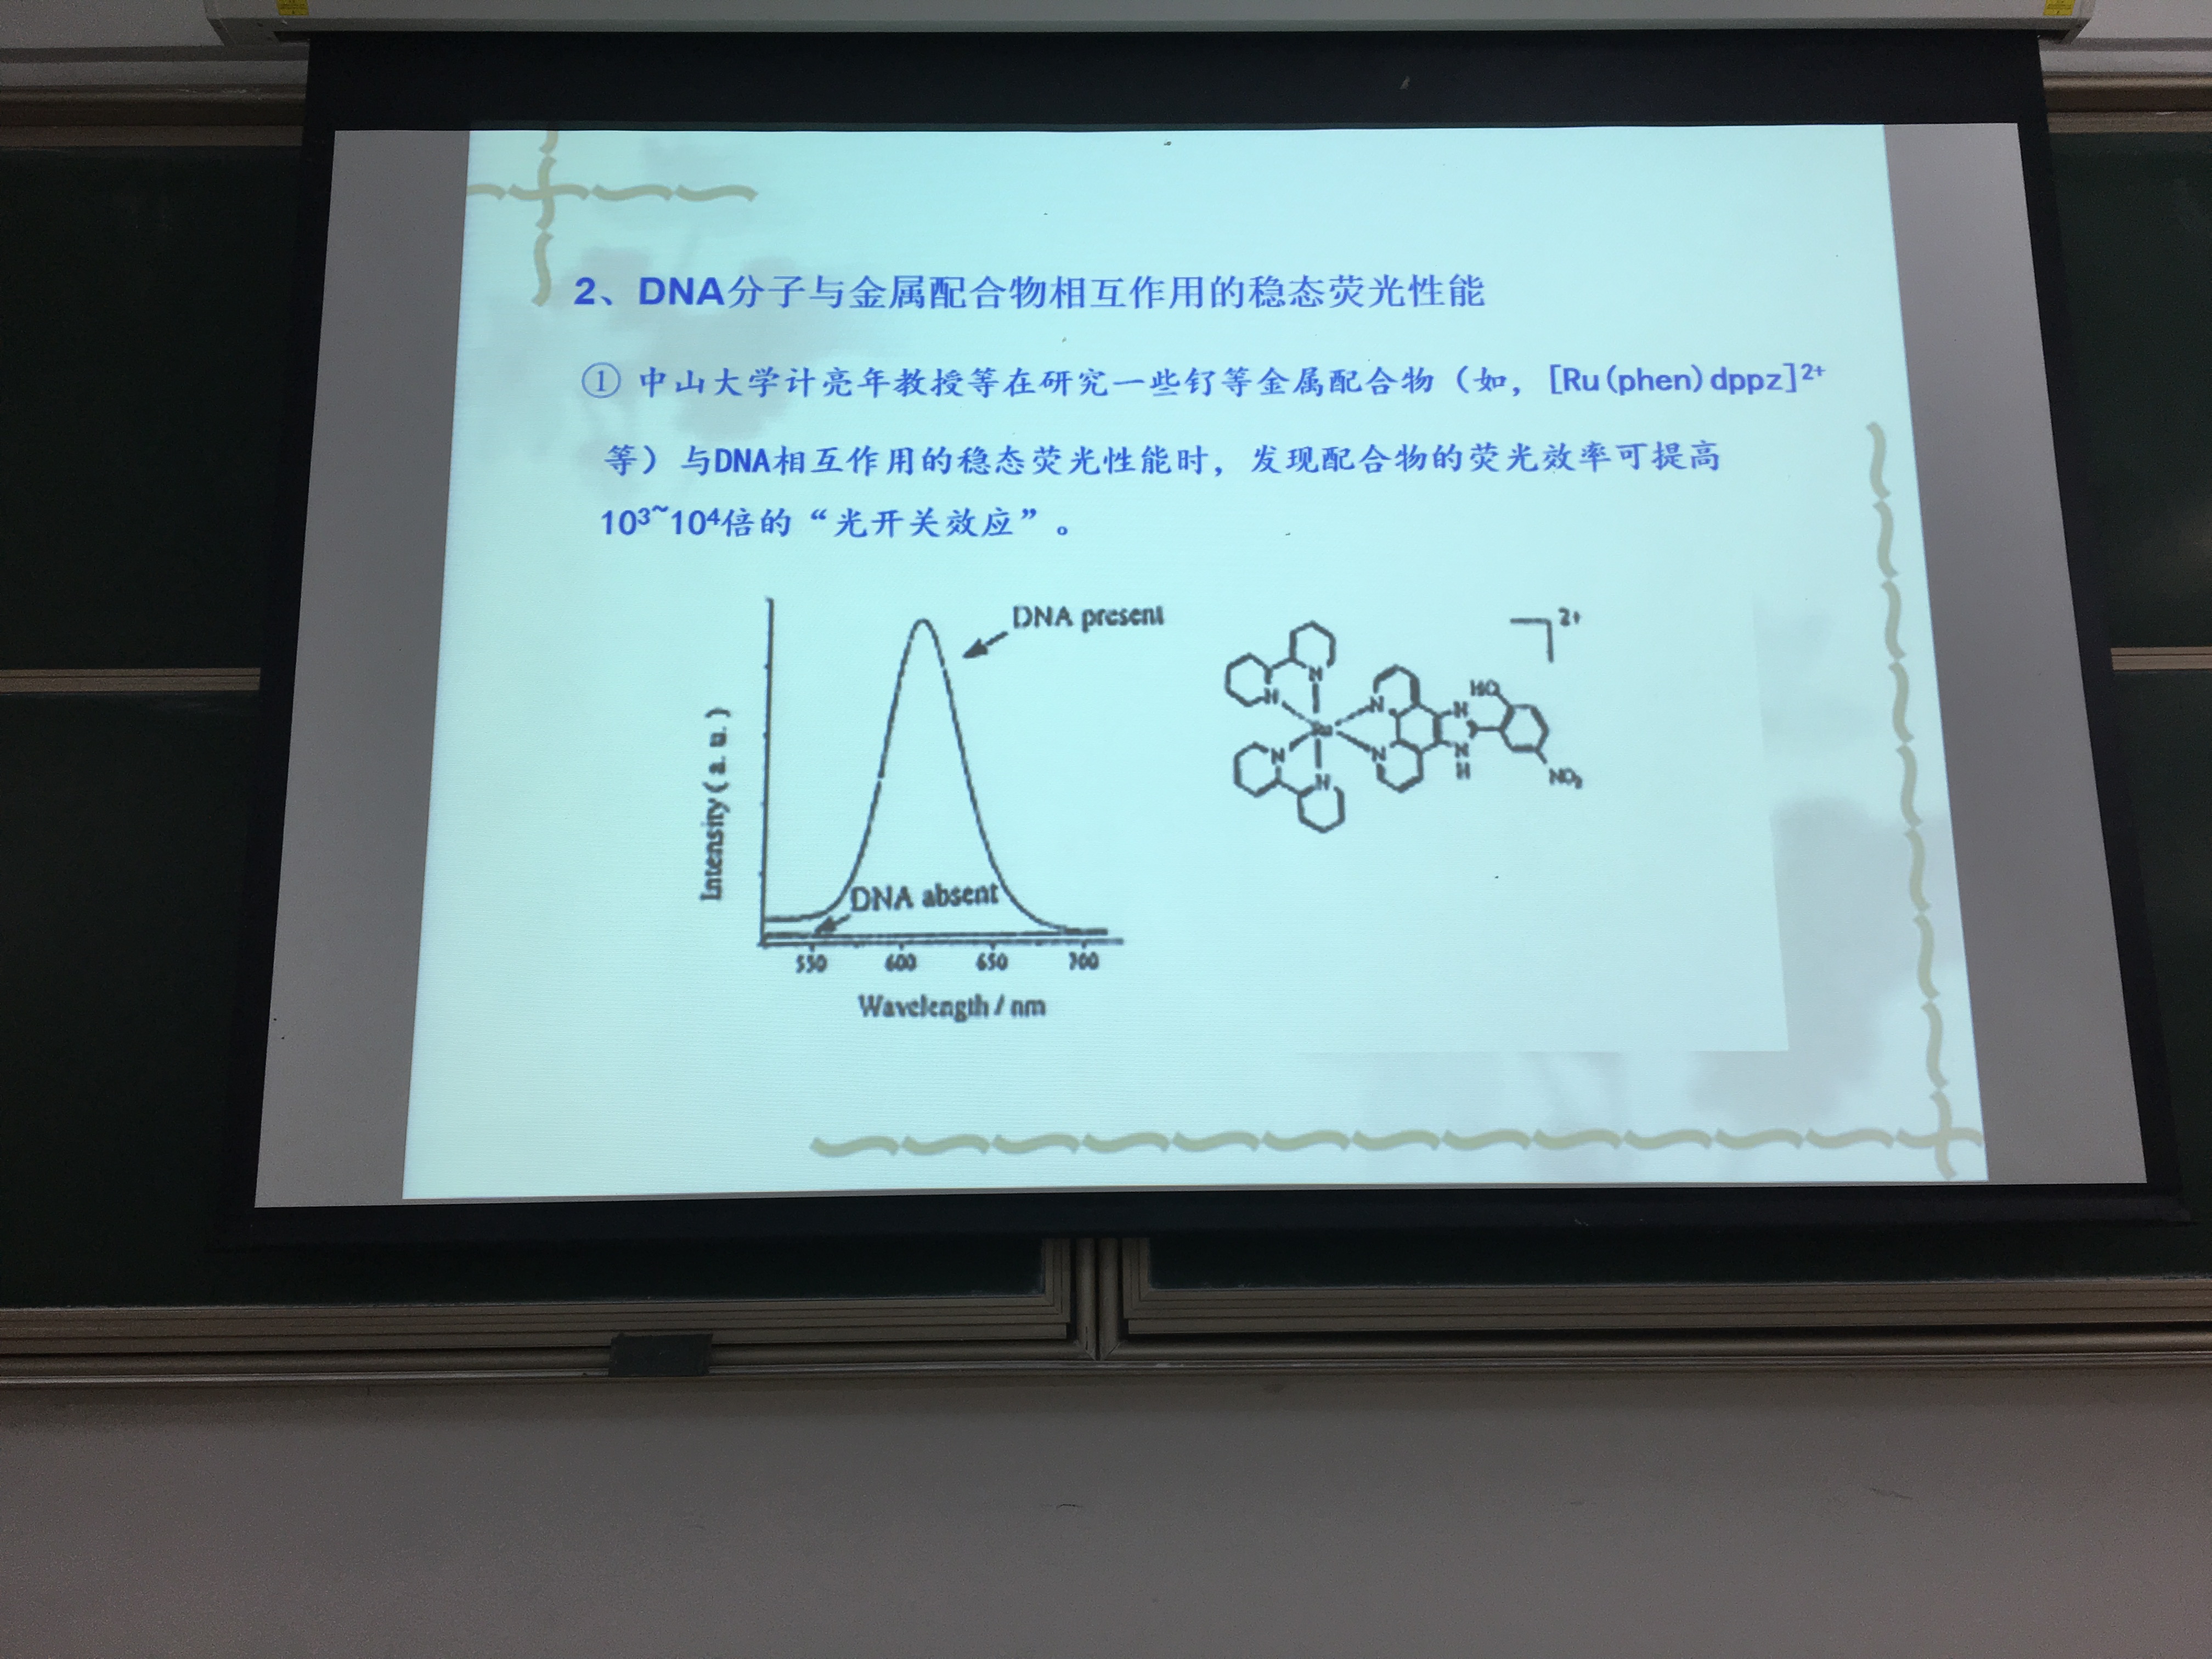 2、DNA分子与金属配合物相互作用的稳态荧光性能
① 中山大学计亮年教授等在研究一些钌等金属配合物（如，[Ru(phen)dppz]²⁺
等）与DNA相互作用的稳态荧光性能时，发现配合物的荧光效率可提高
10³~10⁴倍的“光开关效应”。
DNA present
DNA absent
Intensity (a. u.)
550 600 650 700
Wavelength / nm
2+
N
N
N
N
N
N
Ru
N
N
H
HO
NO₂